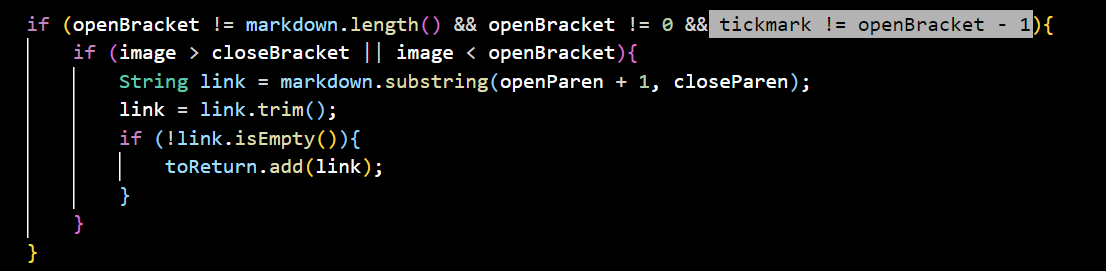 if (openBracket != markdown.length() && openBracket != 0 && tickmark != openBracket - 1){
if (image > closeBracket || image < openBracket){
String link = markdown.substring(openParen + 1, closeParen);
link = link.trim();
if (!link.isEmpty()){
toReturn.add(link);
}
}
}